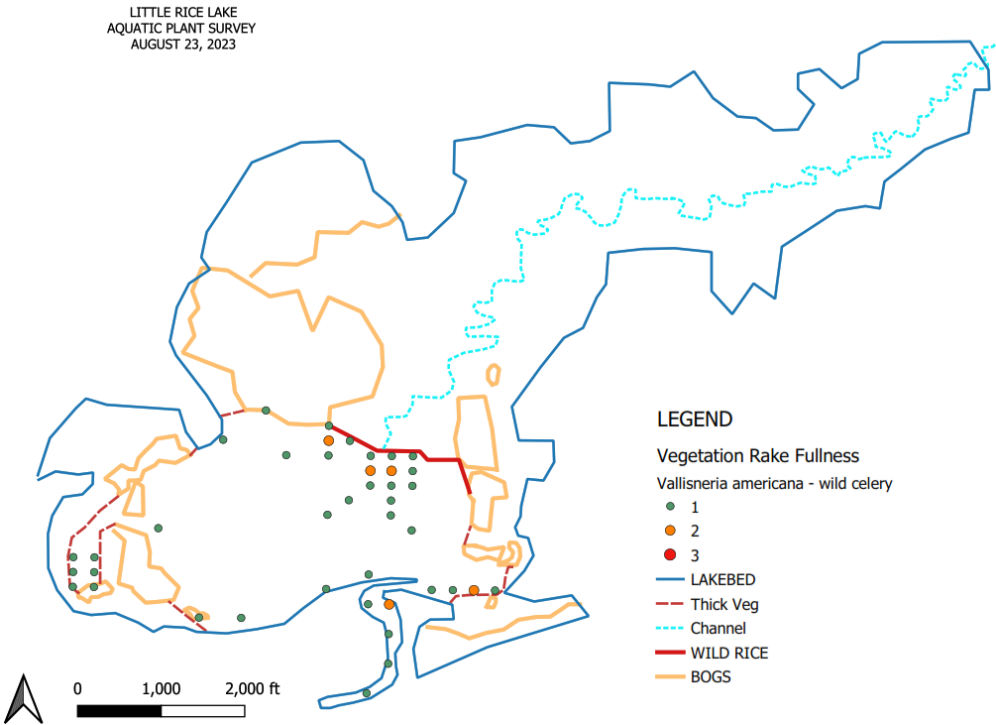 LITTLE RICE LAKE
AQUATIC PLANT SURVEY
AUGUST 23, 2023
LEGEND
Vegetation Rake Fullness
Vallisneria americana - wild celery
1
2
3
LAKEBED
Thick Veg
Channel
WILD RICE
BOGS
0 1,000 2,000 ft